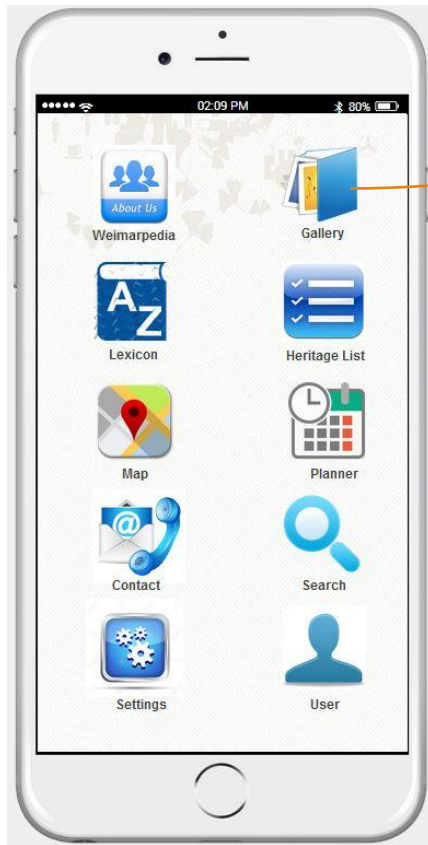 02:09 PM
80%
About Us
Weimarpedia
Gallery
A
Z
Lexicon
Heritage List
Map
Planner
@
Contact
Search
Settings
User